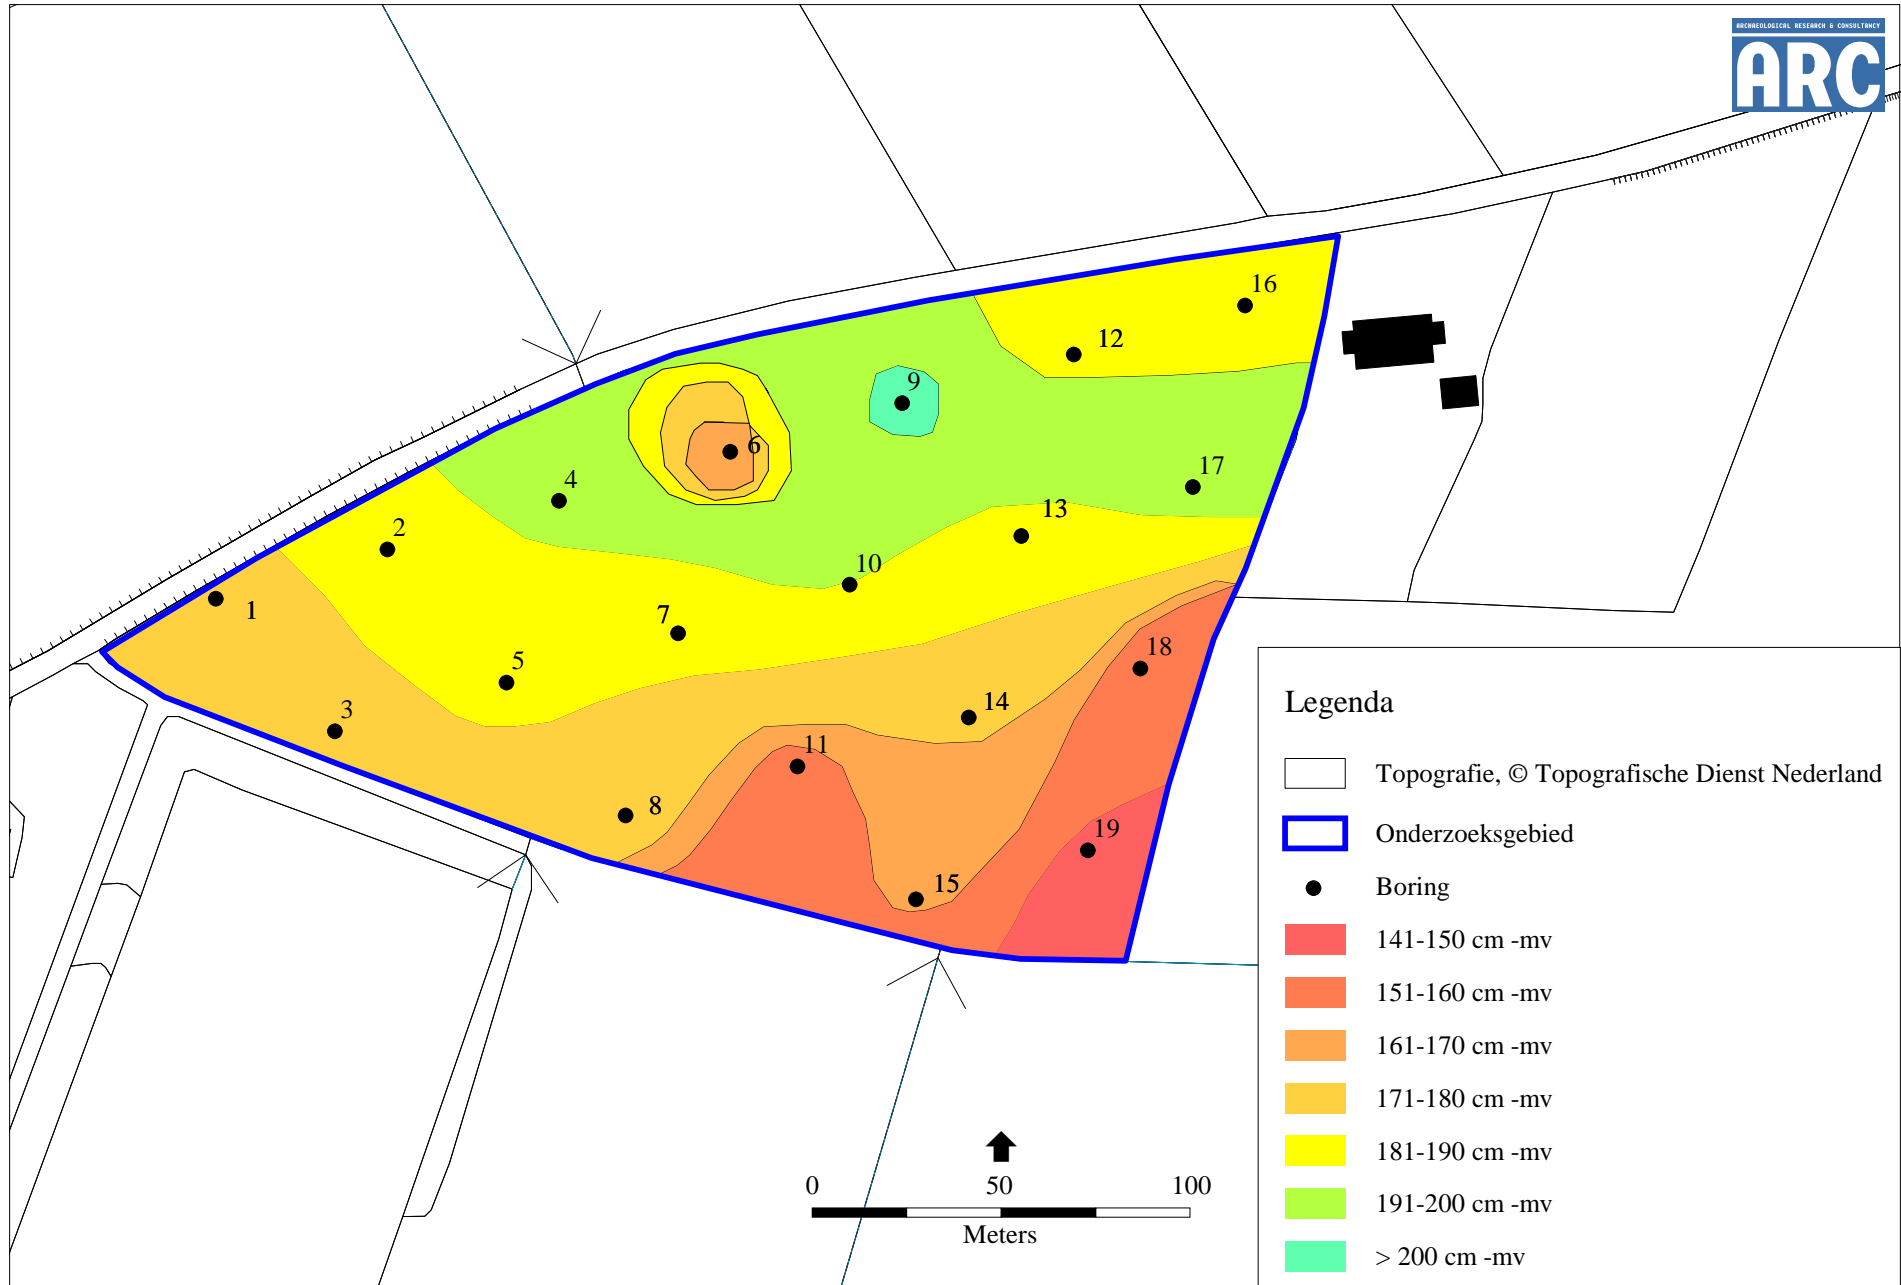 ARCHAEOLOGICAL RESEARCH & CONSULTANCY
ARC
16
12
9
6
4
17
2
13
10
1
7
5
18
3
14
11
8
19
15
Legenda
Topografie, © Topografische Dienst Nederland
Onderzoeksgebied
Boring
141-150 cm -mv
151-160 cm -mv
161-170 cm -mv
171-180 cm -mv
181-190 cm -mv
191-200 cm -mv
> 200 cm -mv
0 50 100
Meters